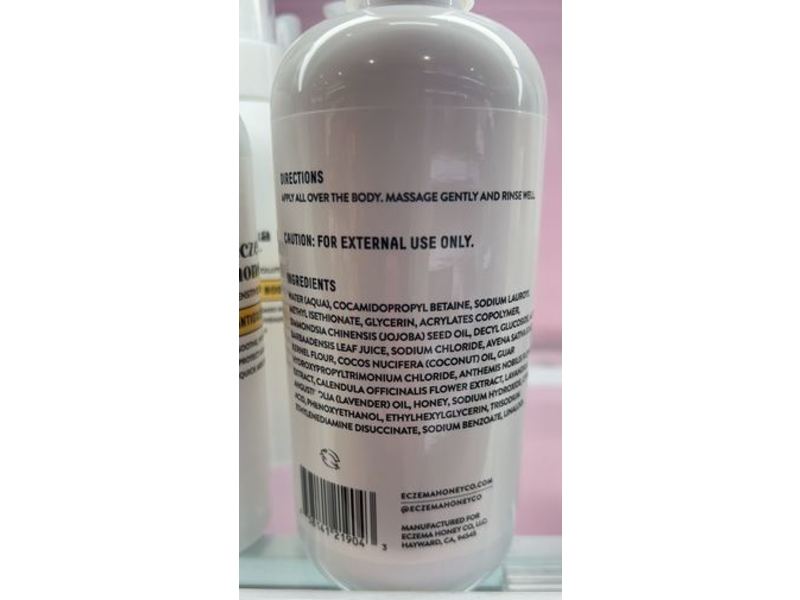 DIRECTIONS
APPLY ALL OVER THE BODY. MASSAGE GENTLY AND RINSE WELL.
CAUTION: FOR EXTERNAL USE ONLY.
INGREDIENTS
WATER (AQUA), COCAMIDOPROPYL BETAINE, SODIUM LAUROYL
METHYL ISETHIONATE, GLYCERIN, ACRYLATES COPOLYMER,
SIMMONDSIA CHINENSIS (JOJOBA) SEED OIL, DECYL GLUCOSIDE,
BARBADENSIS LEAF JUICE, SODIUM CHLORIDE, AVENA SATIVA
KERNEL FLOUR, COCOS NUCIFERA (COCONUT) OIL, GUAR
HYDROXYPROPYLTRIMONIUM CHLORIDE, ANTHEMIS NOBILIS
EXTRACT, CALENDULA OFFICINALIS FLOWER EXTRACT,
(LAVENDER) OIL, HONEY, SODIUM HYDROXIDE,
ACID, PHENOXYETHANOL, ETHYLHEXYLGLYCERIN, TRISODIUM
ETHYLENEDIAMINE DISUCCINATE, SODIUM BENZOATE,
ECZEMAHONEYCO.COM
@ECZEMAHONEYCO
MANUFACTURED FOR
ECZEMA HONEY CO, LLC.
HAYWARD, CA, 94545
21904 3